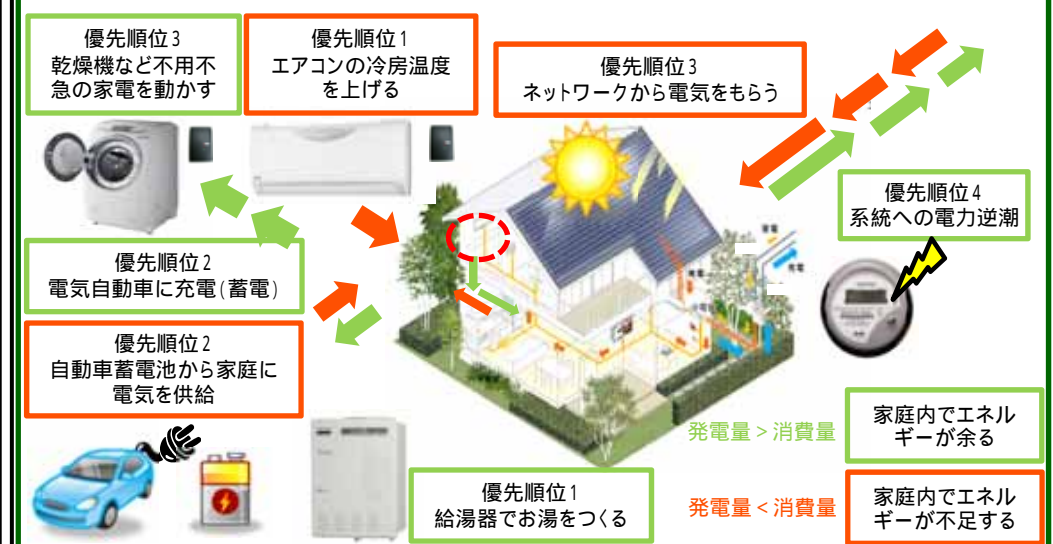 優先順位3
乾燥機など不用不
急の家電を動かす
優先順位1
エアコンの冷房温度
を上げる
優先順位3
ネットワークから電気をもらう
優先順位4
系統への電力逆潮
優先順位2
電気自動車に充電(蓄電)
優先順位2
自動車蓄電池から家庭に
電気を供給
優先順位1
給湯器でお湯をつくる
発電量＞消費量
家庭内でエネル
ギーが余る
発電量＜消費量
家庭内でエネル
ギーが不足する